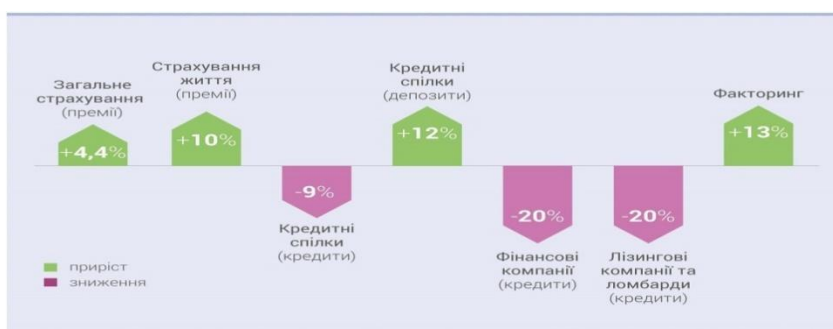 Загальне
страхування
(премії)
+4,4%
Страхування
життя
(премії)
+10%
-9%
Кредитні
спілки
(кредити)
Кредитні
спілки
(депозити)
+12%
-20%
Фінансові
компанії
(кредити)
-20%
Лізингові
компанії та
ломбарди
(кредити)
Факторинг
+13%
приріст
зниження